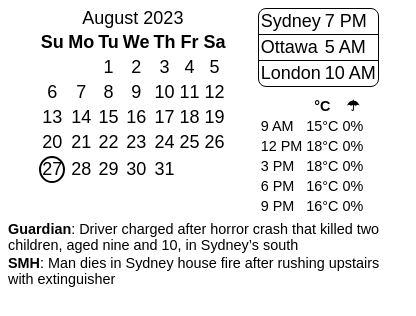 August 2023
Su Mo Tu We Th Fr Sa
1 2 3 4 5
6 7 8 9 10 11 12
13 14 15 16 17 18 19
20 21 22 23 24 25 26
27 28 29 30 31
Sydney 7 PM
Ottawa 5 AM
London 10 AM
°C ☂
9 AM 15°C 0%
12 PM 18°C 0%
3 PM 18°C 0%
6 PM 16°C 0%
9 PM 16°C 0%
Guardian: Driver charged after horror crash that killed two
children, aged nine and 10, in Sydney’s south
SMH: Man dies in Sydney house fire after rushing upstairs
with extinguisher